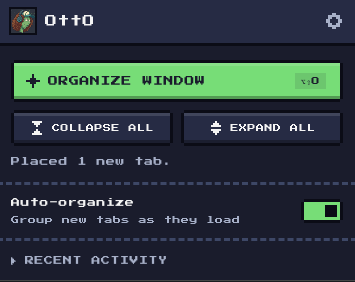 OttO
ORGANIZE WINDOW ⌥⇧O
COLLAPSE ALL
EXPAND ALL
Placed 1 new tab.
Auto-organize
Group new tabs as they load
RECENT ACTIVITY